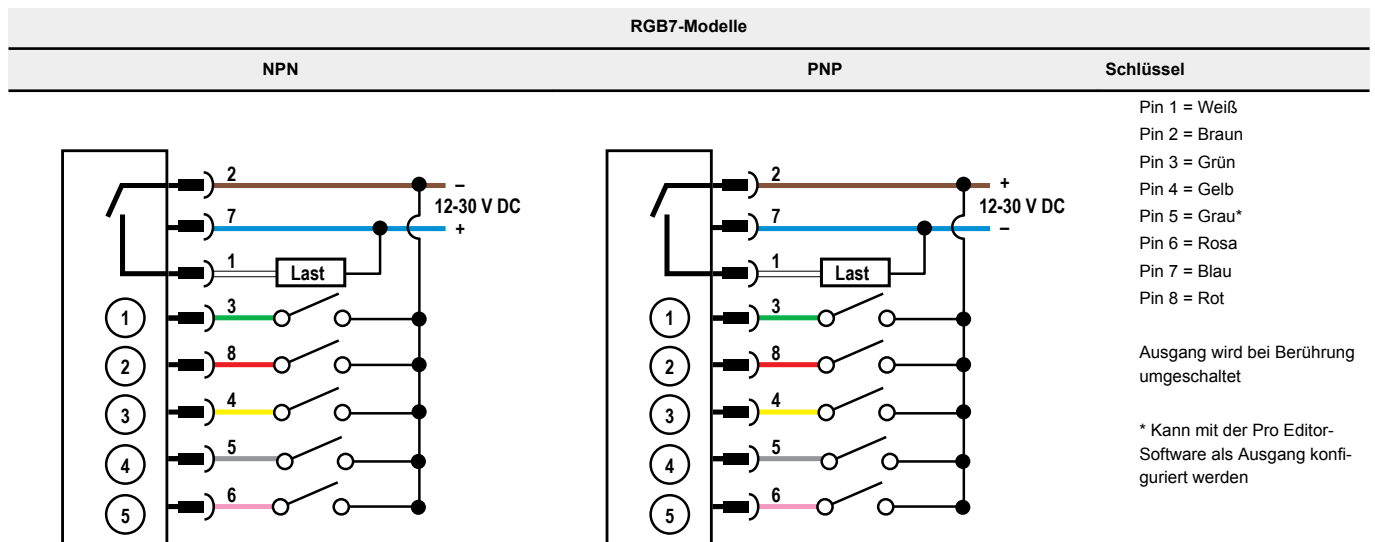 RGB7-Modelle
NPN
PNP
Schlüssel
2
–
12-30 V DC
7
+
1
Last
1
3
2
8
3
4
4
5
5
6
2
+
12-30 V DC
7
–
1
Last
1
3
2
8
3
4
4
5
5
6
Pin 1 = Weiß
Pin 2 = Braun
Pin 3 = Grün
Pin 4 = Gelb
Pin 5 = Grau*
Pin 6 = Rosa
Pin 7 = Blau
Pin 8 = Rot
Ausgang wird bei Berührung
umgeschaltet
* Kann mit der Pro Editor-
Software als Ausgang konfi-
guriert werden